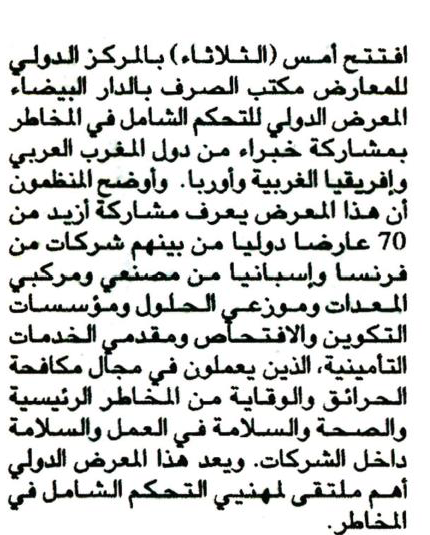 افتتح أمس (الثلاثاء) بالمركز الدولي
للمعارض مكتب الصرف بالدار البيضاء
المعرض الدولي للتحكم الشامل في المخاطر
بمشاركة خبراء من دول المغرب العربي
وإفريقيا الغربية وأوربا. وأوضح المنظمون
أن هذا المعرض يعرف مشاركة أزيد من
70 عارضا دوليا من بينهم شركات من
فرنسا وإسبانيا من مصنعي ومركبي
المعدات وموزعي الحلول ومؤسسات
التكوين والافتحاص ومقدمي الخدمات
التأمينية، الذين يعملون في مجال مكافحة
الحرائق والوقاية من المخاطر الرئيسية
والصحة والسلامة في العمل والسلامة
داخل الشركات. ويعد هذا المعرض الدولي
أهم ملتقى لمهنيي التحكم الشامل في
المخاطر.